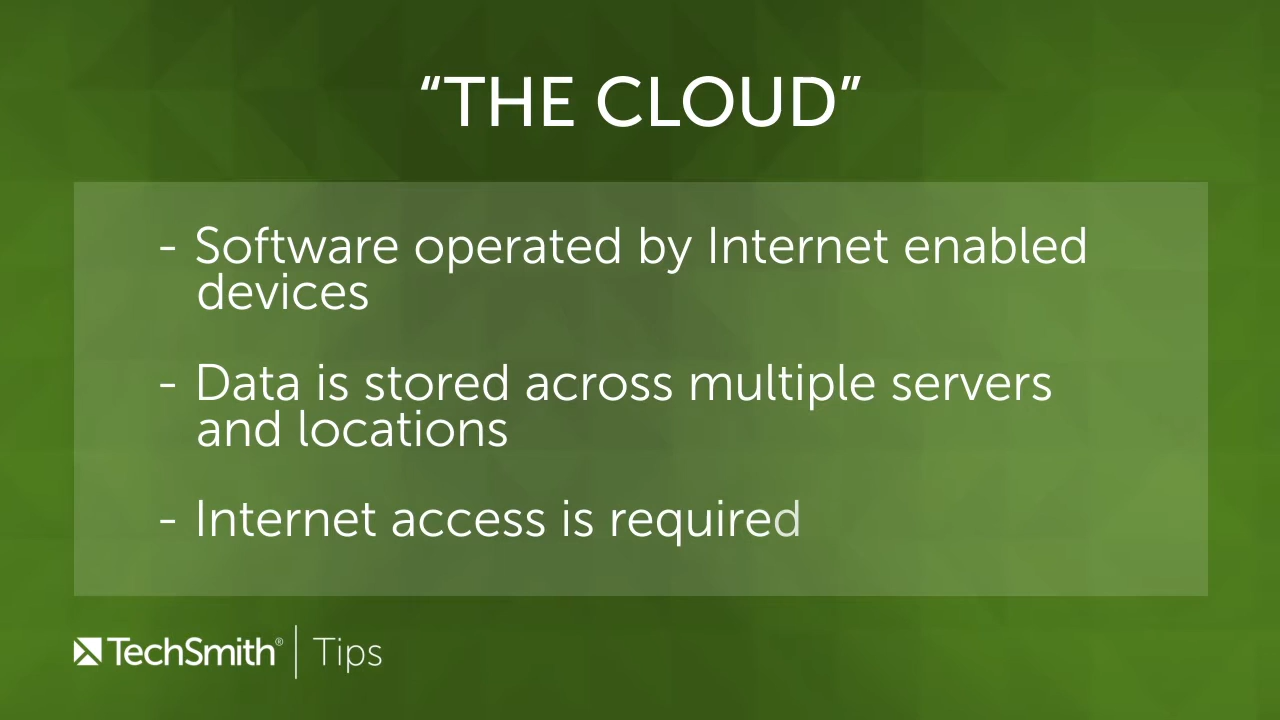 “THE CLOUD”
- Software operated by Internet enabled
devices
- Data is stored across multiple servers
and locations
- Internet access is required
TechSmith® | Tips